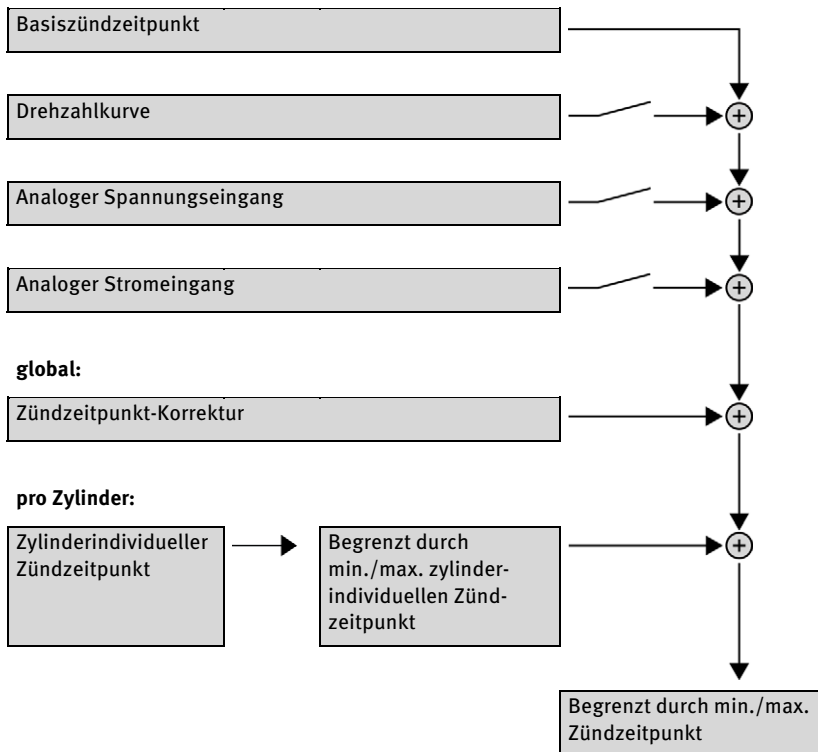 Basiszündzeitpunkt
Drehzahlkurve
Analoger Spannungseingang
Analoger Stromeingang
global:
Zündzeitpunkt-Korrektur
pro Zylinder:
Zylinderindividueller
Zündzeitpunkt
Begrenzt durch
min./max. zylinder-
individuellen Zünd-
zeitpunkt
Begrenzt durch min./max.
Zündzeitpunkt